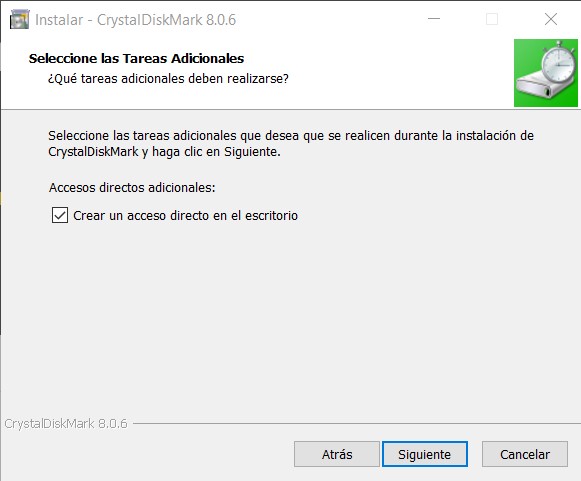 Instalar - CrystalDiskMark 8.0.6
Seleccione las Tareas Adicionales
¿Qué tareas adicionales deben realizarse?
Seleccione las tareas adicionales que desea que se realicen durante la instalación de
CrystalDiskMark y haga clic en Siguiente.
Accesos directos adicionales:
Crear un acceso directo en el escritorio
CrystalDiskMark 8.0.6
Atrás
Siguiente
Cancelar